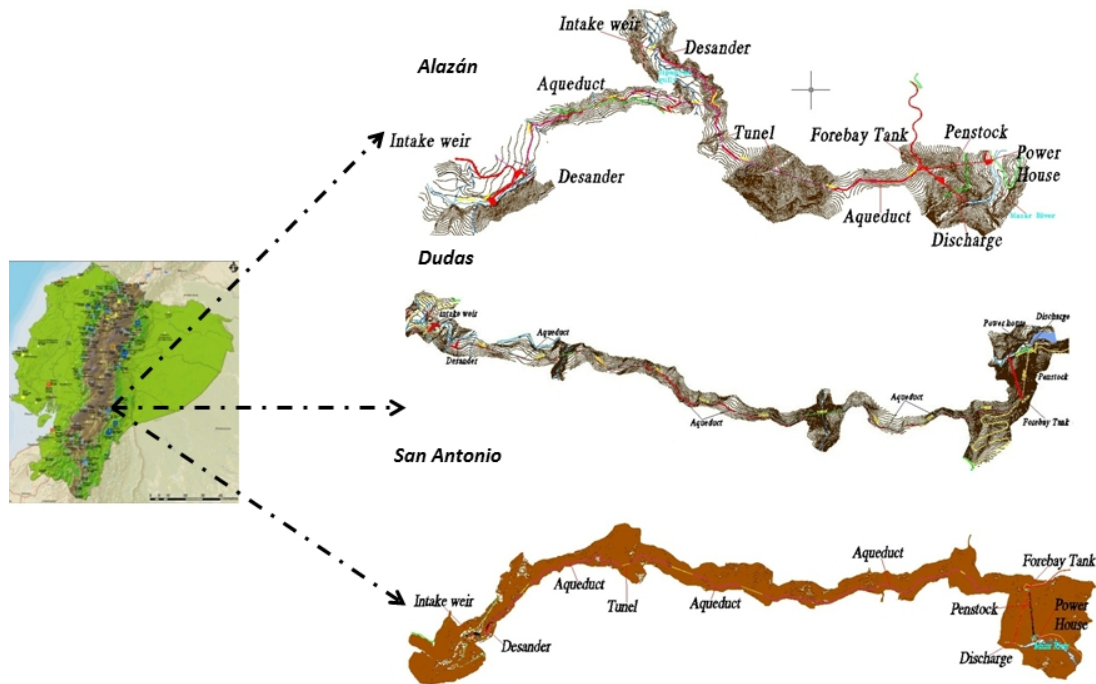 Alazán
Intake weir
Desander
Aqueduct
Intake weir
Desander
Tunel
Forebay Tank
Penstock
Power
House
Aqueduct
Mazar River
Discharge
Dudas
Intake weir
Desander
Aqueduct
Aqueduct
Aqueduct
Power house
Discharge
Penstock
Forebay Tank
San Antonio
Intake weir
Desander
Aqueduct
Tunel
Aqueduct
Aqueduct
Forebay Tank
Penstock
Power
House
Discharge